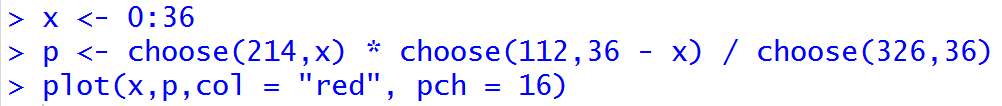 > x <- 0:36
> p <- choose(214,x) * choose(112,36 - x) / choose(326,36)
> plot(x,p,col = "red", pch = 16)